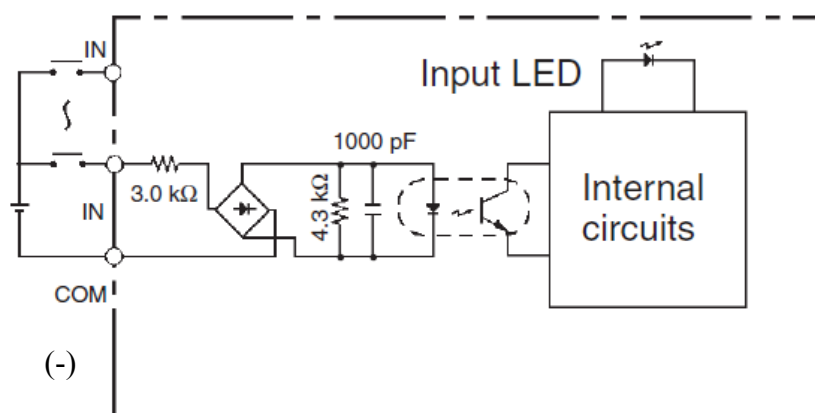 IN
Input LED
1000 pF
3.0 kΩ
4.3 kΩ
IN
Internal
circuits
COM
(-)